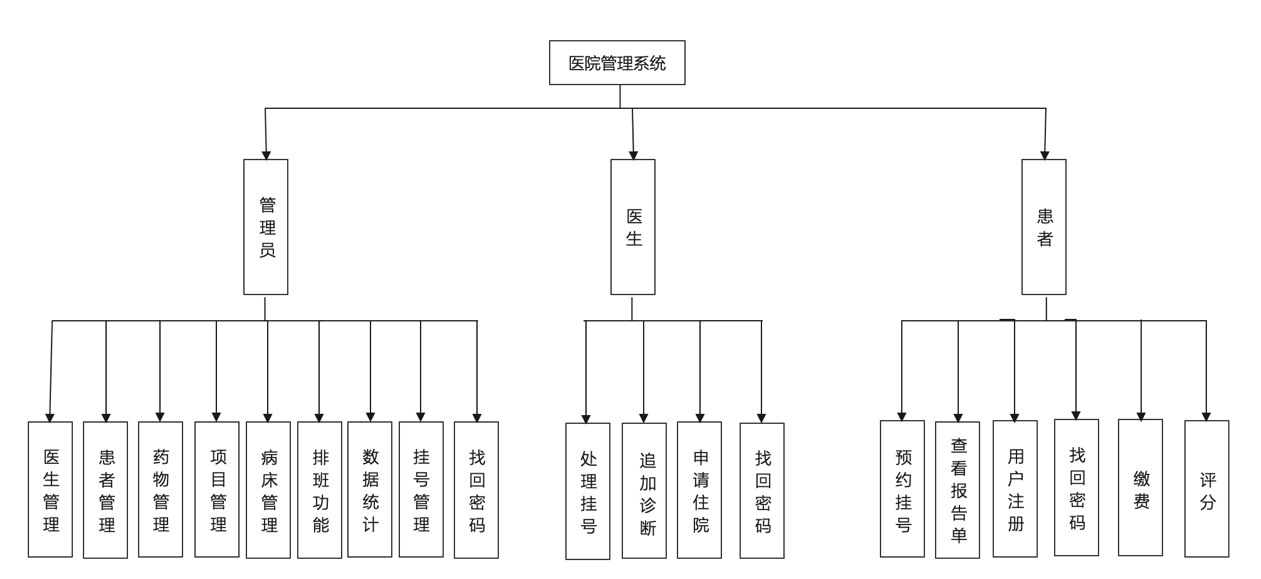 医院管理系统
管理员
医生
患者
医生管理
患者管理
药物管理
项目管理
病床管理
排班功能
数据统计
挂号管理
找回密码
处理挂号
追加诊断
申请住院
找回密码
预约挂号
查看报告单
用户注册
找回密码
缴费
评分